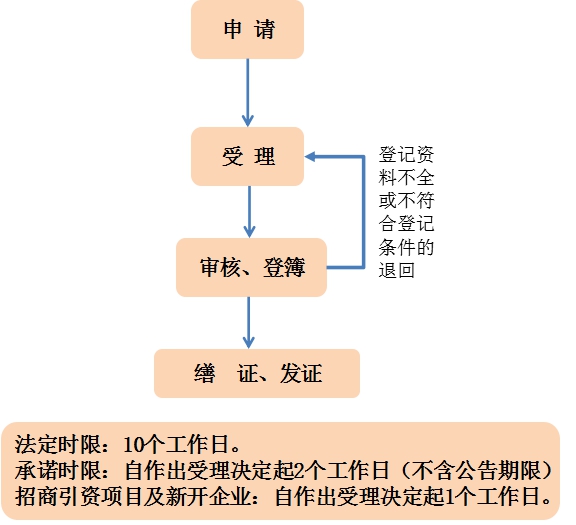 申 请
受 理
登记资
料不全
或不符
合登记
条件的
退回
审核、登簿
缮 证、发证
法定时限：10个工作日。
承诺时限：自作出受理决定起2个工作日（不含公告期限）
招商引资项目及新开企业：自作出受理决定起1个工作日。